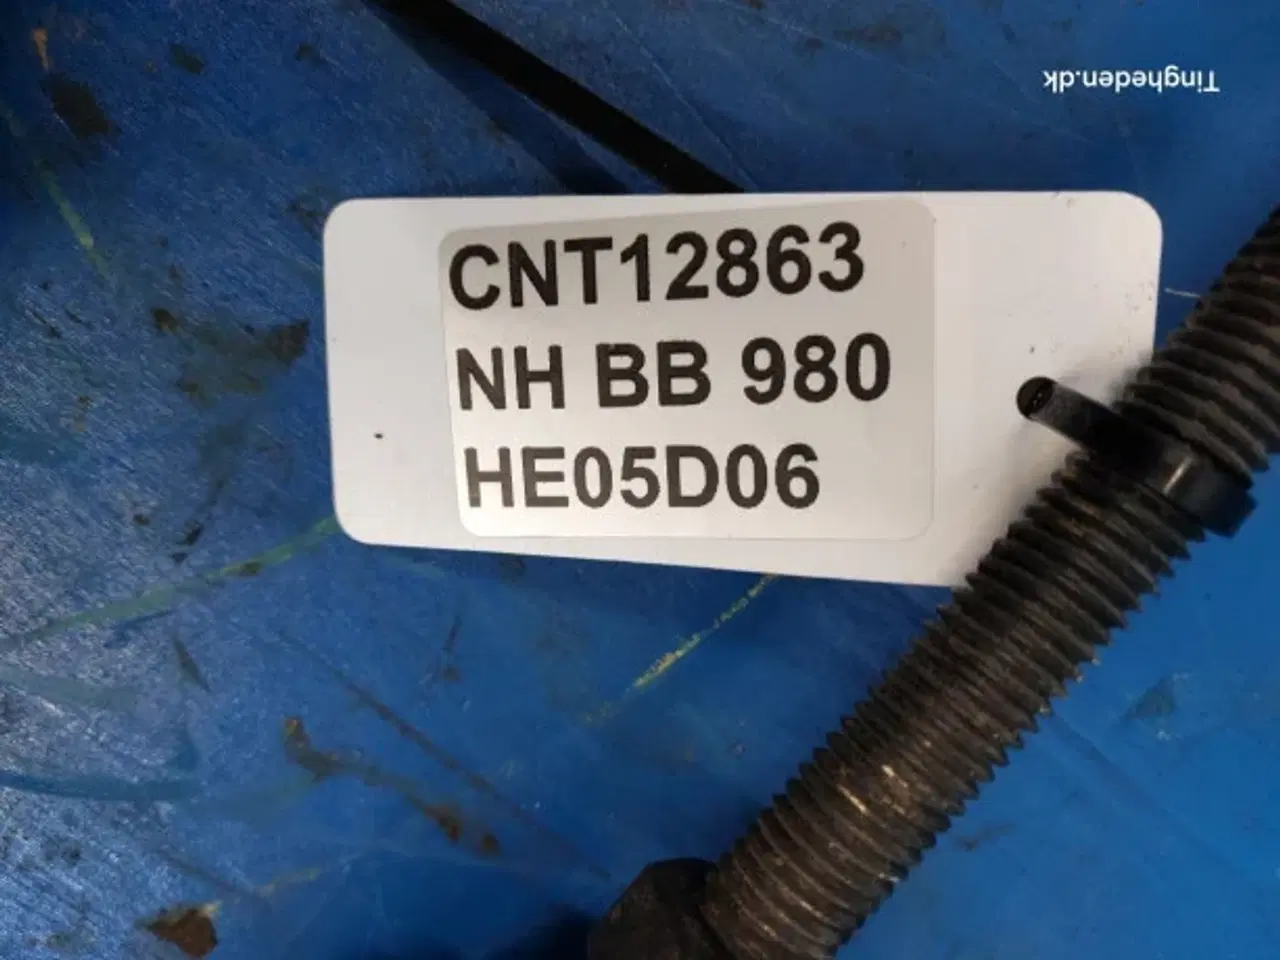 Tingheden.dk
CNT12863
NH BB 980
HE05D06